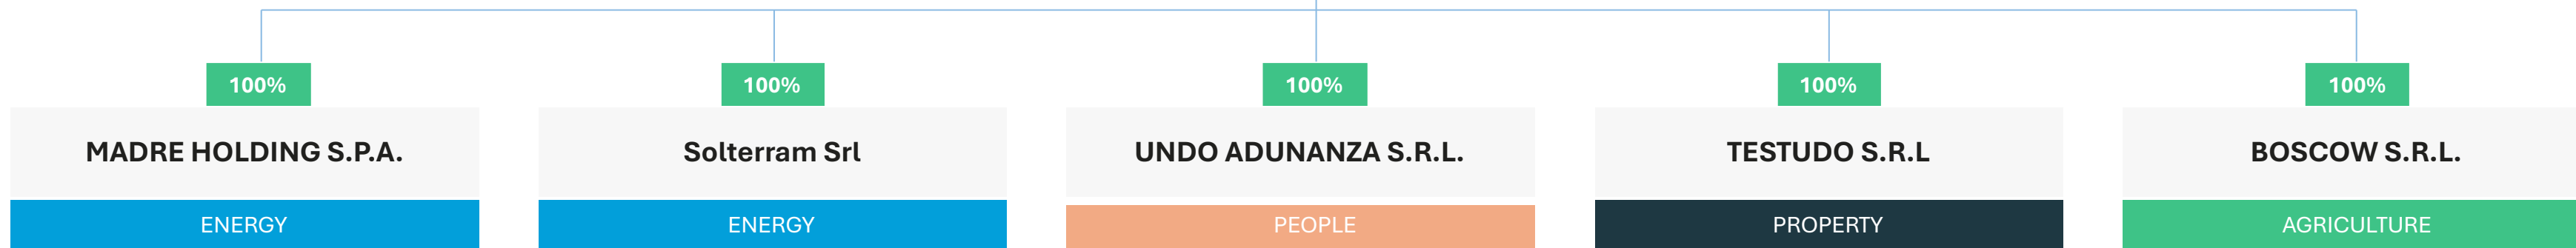 100% 100% 100% 100% 100%
MADRE HOLDING S.P.A. Solterram Srl UNDO ADUNANZA S.R.L. TESTUDO S.R.L BOSCOW S.R.L.
ENERGY ENERGY PEOPLE PROPERTY AGRICULTURE